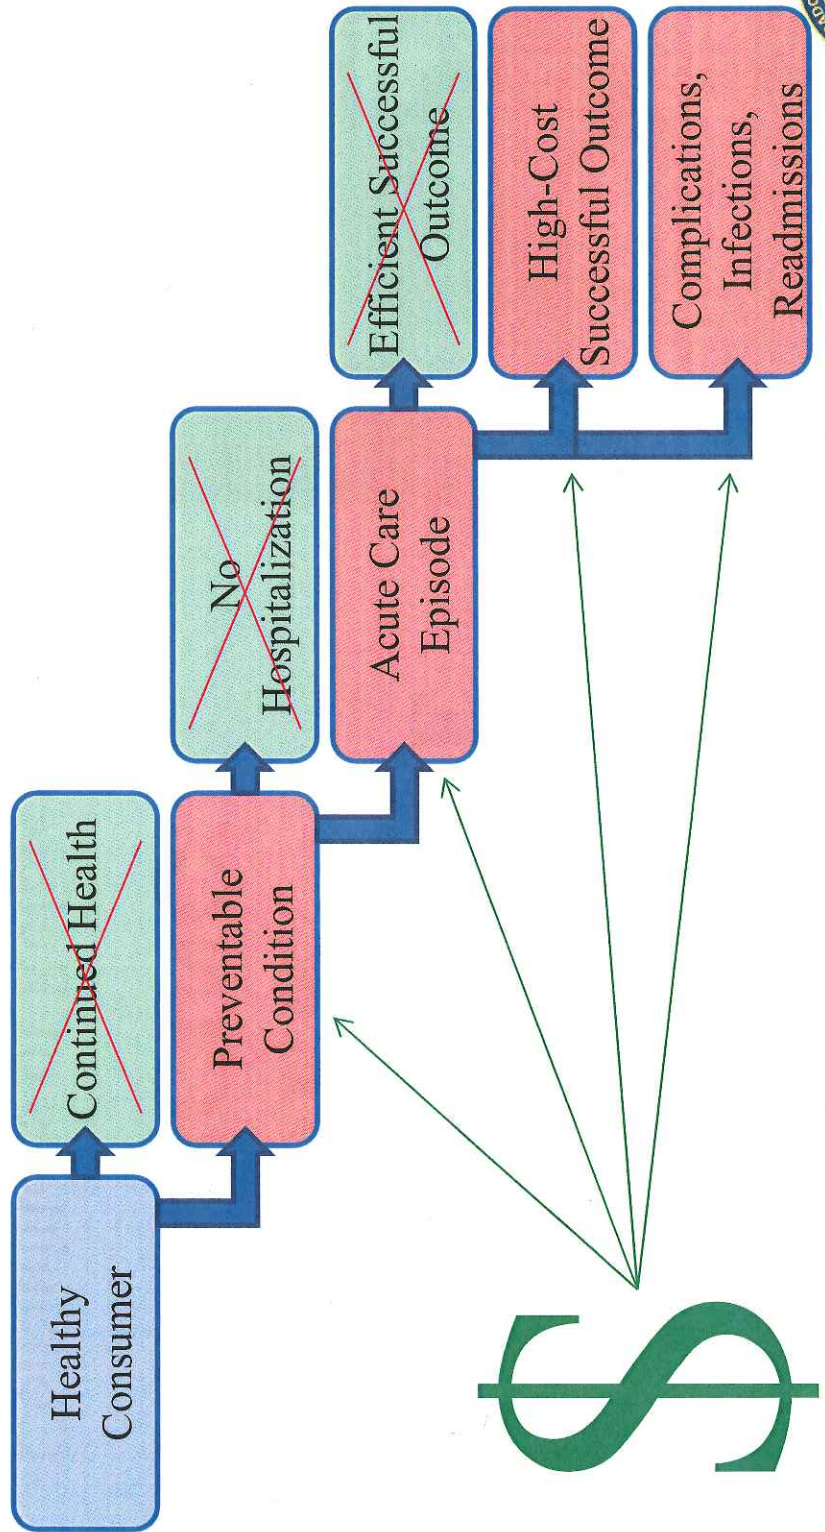 Healthy
Consumer
Continued Health
Preventable
Condition
No
Hospitalization
Acute Care
Episode
Efficient Successful
Outcome
High-Cost
Successful Outcome
Complications,
Infections,
Readmissions
$